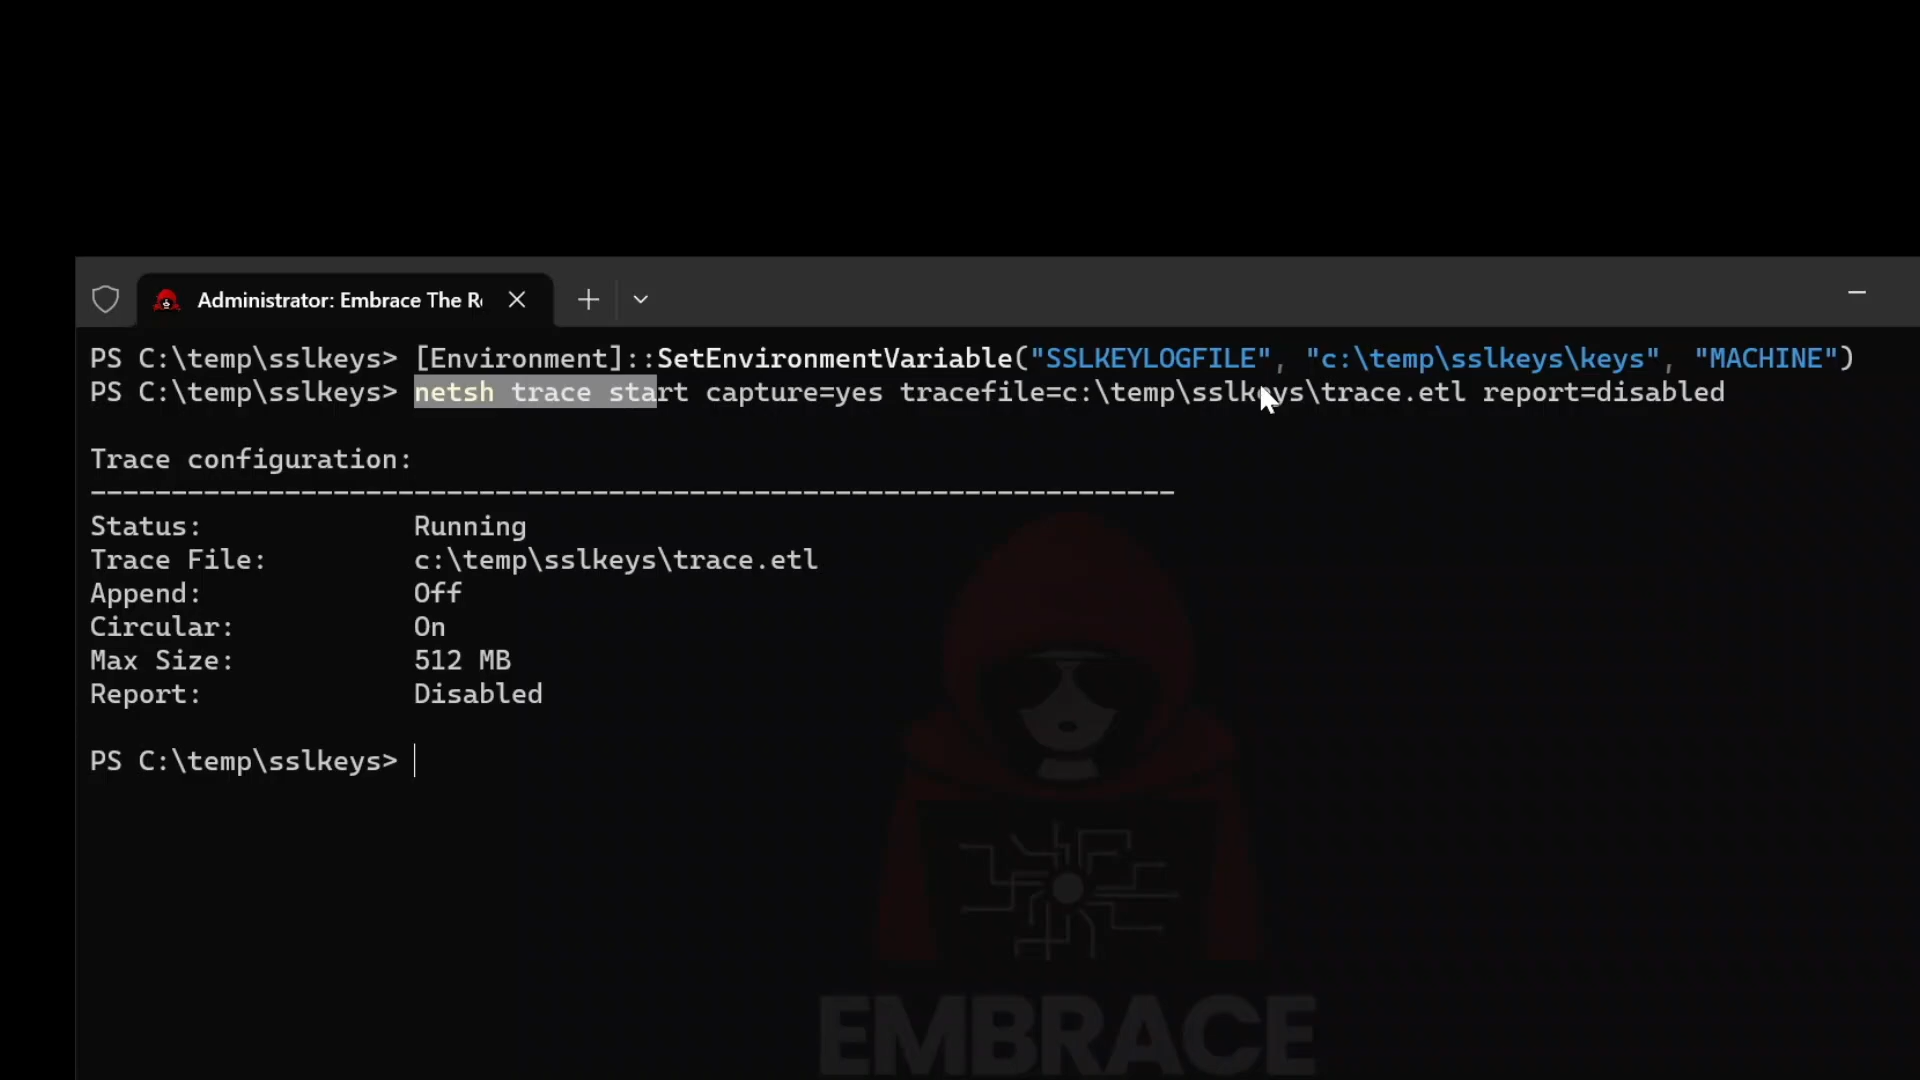 Administrator: Embrace The Re
PS C:\temp\sslkeys> [Environment]::SetEnvironmentVariable("SSLKEYLOGFILE", "c:\temp\sslkeys\keys", "MACHINE")
PS C:\temp\sslkeys> netsh trace start capture=yes tracefile=c:\temp\sslkeys\trace.etl report=disabled
Trace configuration:
-------------------------------------------------------------------
Status: Running
Trace File: c:\temp\sslkeys\trace.etl
Append: Off
Circular: On
Max Size: 512 MB
Report: Disabled
PS C:\temp\sslkeys>
EMBRACE